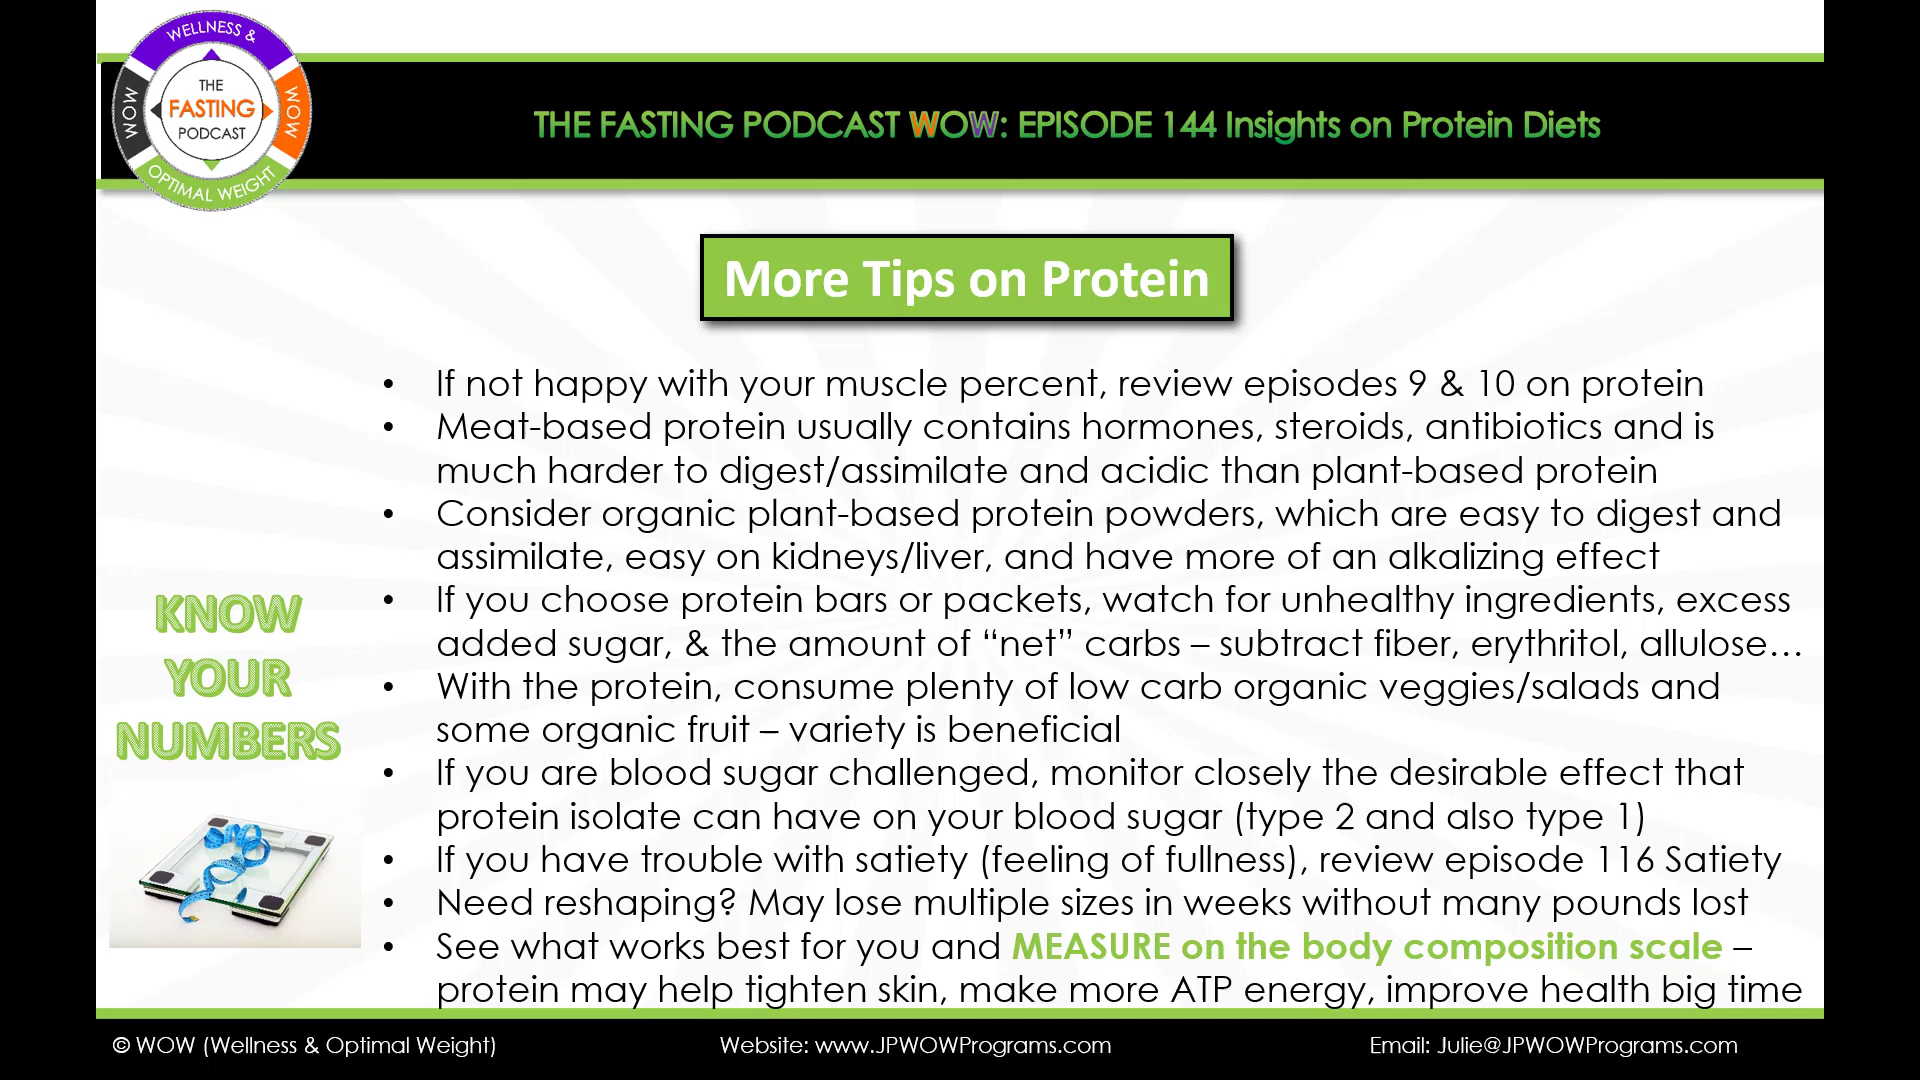 WELLNESS &
WOW
THE
FASTING
PODCAST
WOW
OPTIMAL WEIGHT
THE FASTING PODCAST WOW: EPISODE 144 Insights on Protein Diets
More Tips on Protein
• If not happy with your muscle percent, review episodes 9 & 10 on protein
• Meat-based protein usually contains hormones, steroids, antibiotics and is
much harder to digest/assimilate and acidic than plant-based protein
• Consider organic plant-based protein powders, which are easy to digest and
assimilate, easy on kidneys/liver, and have more of an alkalizing effect
• If you choose protein bars or packets, watch for unhealthy ingredients, excess
added sugar, & the amount of “net” carbs – subtract fiber, erythritol, allulose…
• With the protein, consume plenty of low carb organic veggies/salads and
some organic fruit – variety is beneficial
• If you are blood sugar challenged, monitor closely the desirable effect that
protein isolate can have on your blood sugar (type 2 and also type 1)
• If you have trouble with satiety (feeling of fullness), review episode 116 Satiety
• Need reshaping? May lose multiple sizes in weeks without many pounds lost
• See what works best for you and MEASURE on the body composition scale –
protein may help tighten skin, make more ATP energy, improve health big time
KNOW
YOUR
NUMBERS
© WOW (Wellness & Optimal Weight)
Website: www.JPWOWPrograms.com
Email: Julie@JPWOWPrograms.com